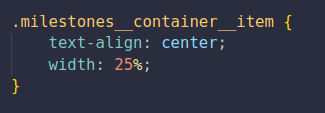 .milestones__container__item {
    text-align: center;
    width: 25%;
}